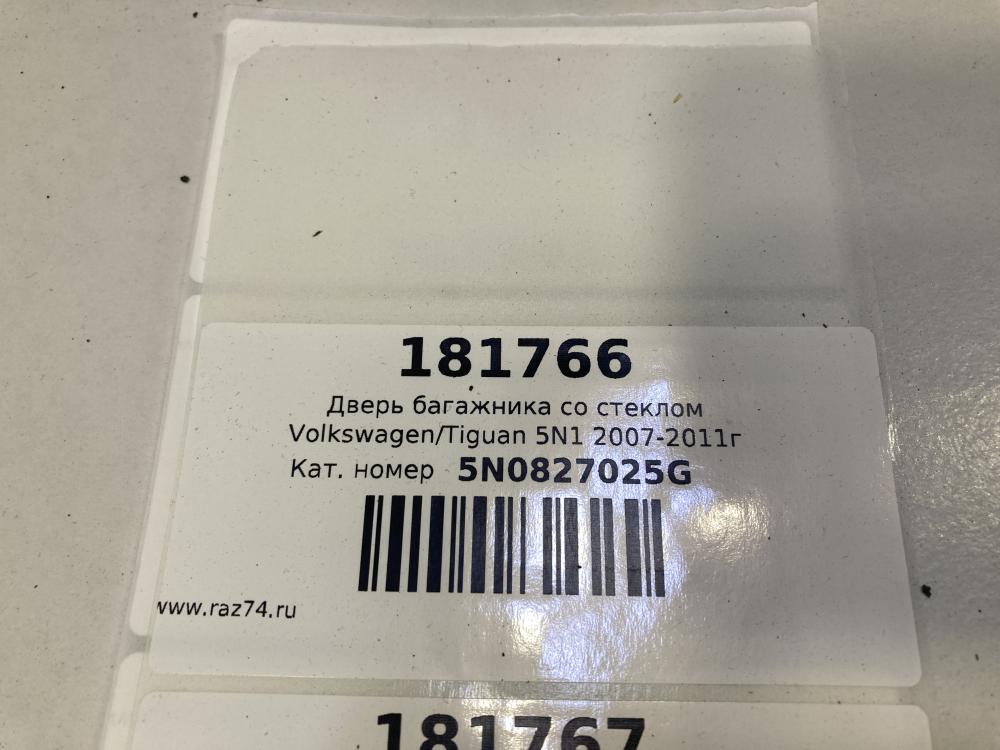 181766
Дверь багажника со стеклом
Volkswagen/Tiguan 5N1 2007-2011г
Кат. номер 5N0827025G
www.raz74.ru
181767